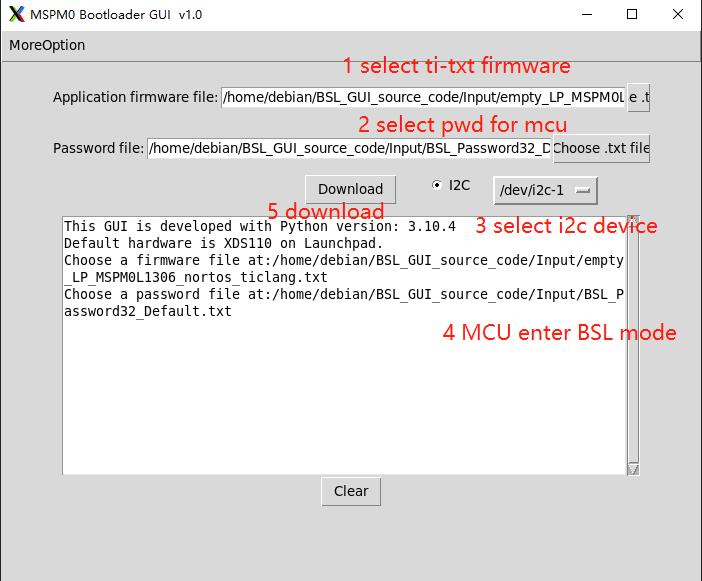 MSPM0 Bootloader GUI v1.0
MoreOption
1 select ti-txt firmware
Application firmware file: /home/debian/BSL_GUI_source_code/Input/empty_LP_MSPM0L e .t
2 select pwd for mcu
Password file: /home/debian/BSL_GUI_source_code/Input/BSL_Password32_D Choose .txt file
Download I2C /dev/i2c-1
5 download
3 select i2c device
This GUI is developed with Python version: 3.10.4
Default hardware is XDS110 on Launchpad.
Choose a firmware file at:/home/debian/BSL_GUI_source_code/Input/empty
_LP_MSPM0L1306_nortos_ticlang.txt
Choose a password file at:/home/debian/BSL_GUI_source_code/Input/BSL_P
assword32_Default.txt
4 MCU enter BSL mode
Clear